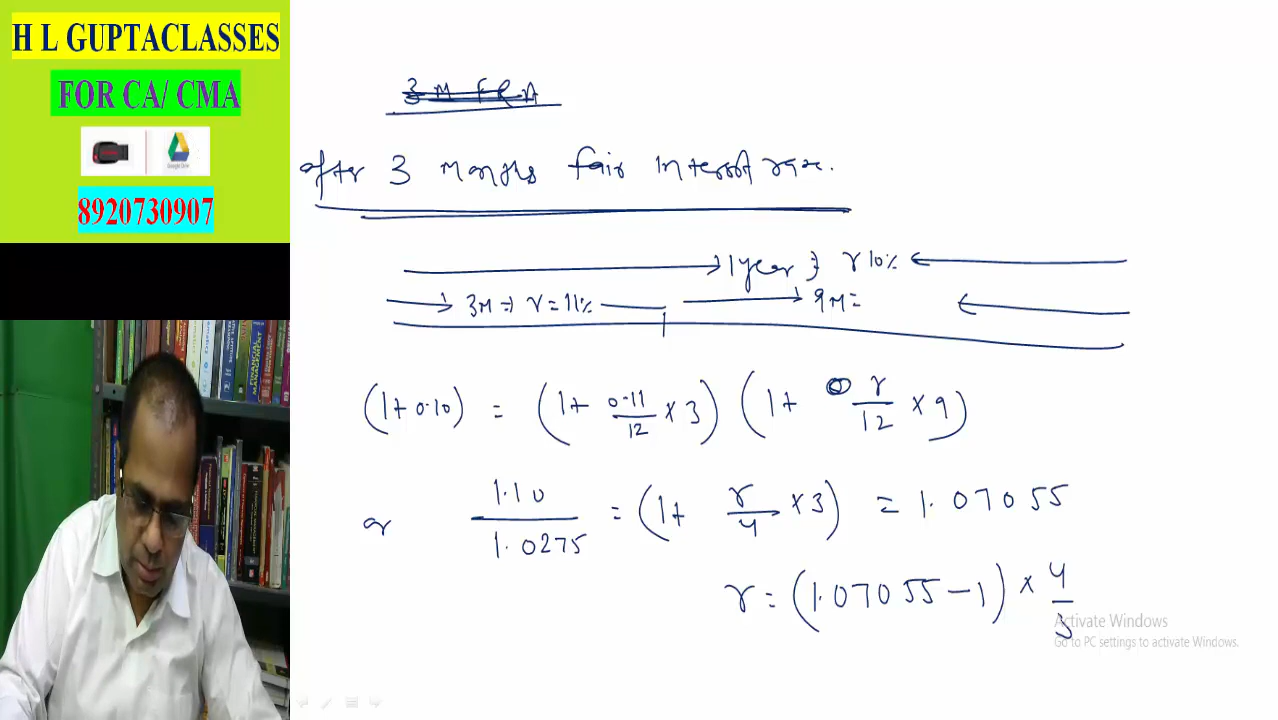 H L GUPTACLASSES
FOR CA/ CMA
8920730907
3 M FRA
after 3 months fair interest rate.
1 year } r 10%
3M => r = 11%
9M =
(1 + 0.10) = (1 + 0.11/12 × 3) (1 + r/12 × 9)
or 1.10/1.0275 = (1 + r/4 × 3) = 1.07055
r = (1.07055 - 1) × 4/3
Activate Windows
Go to PC settings to activate Windows.